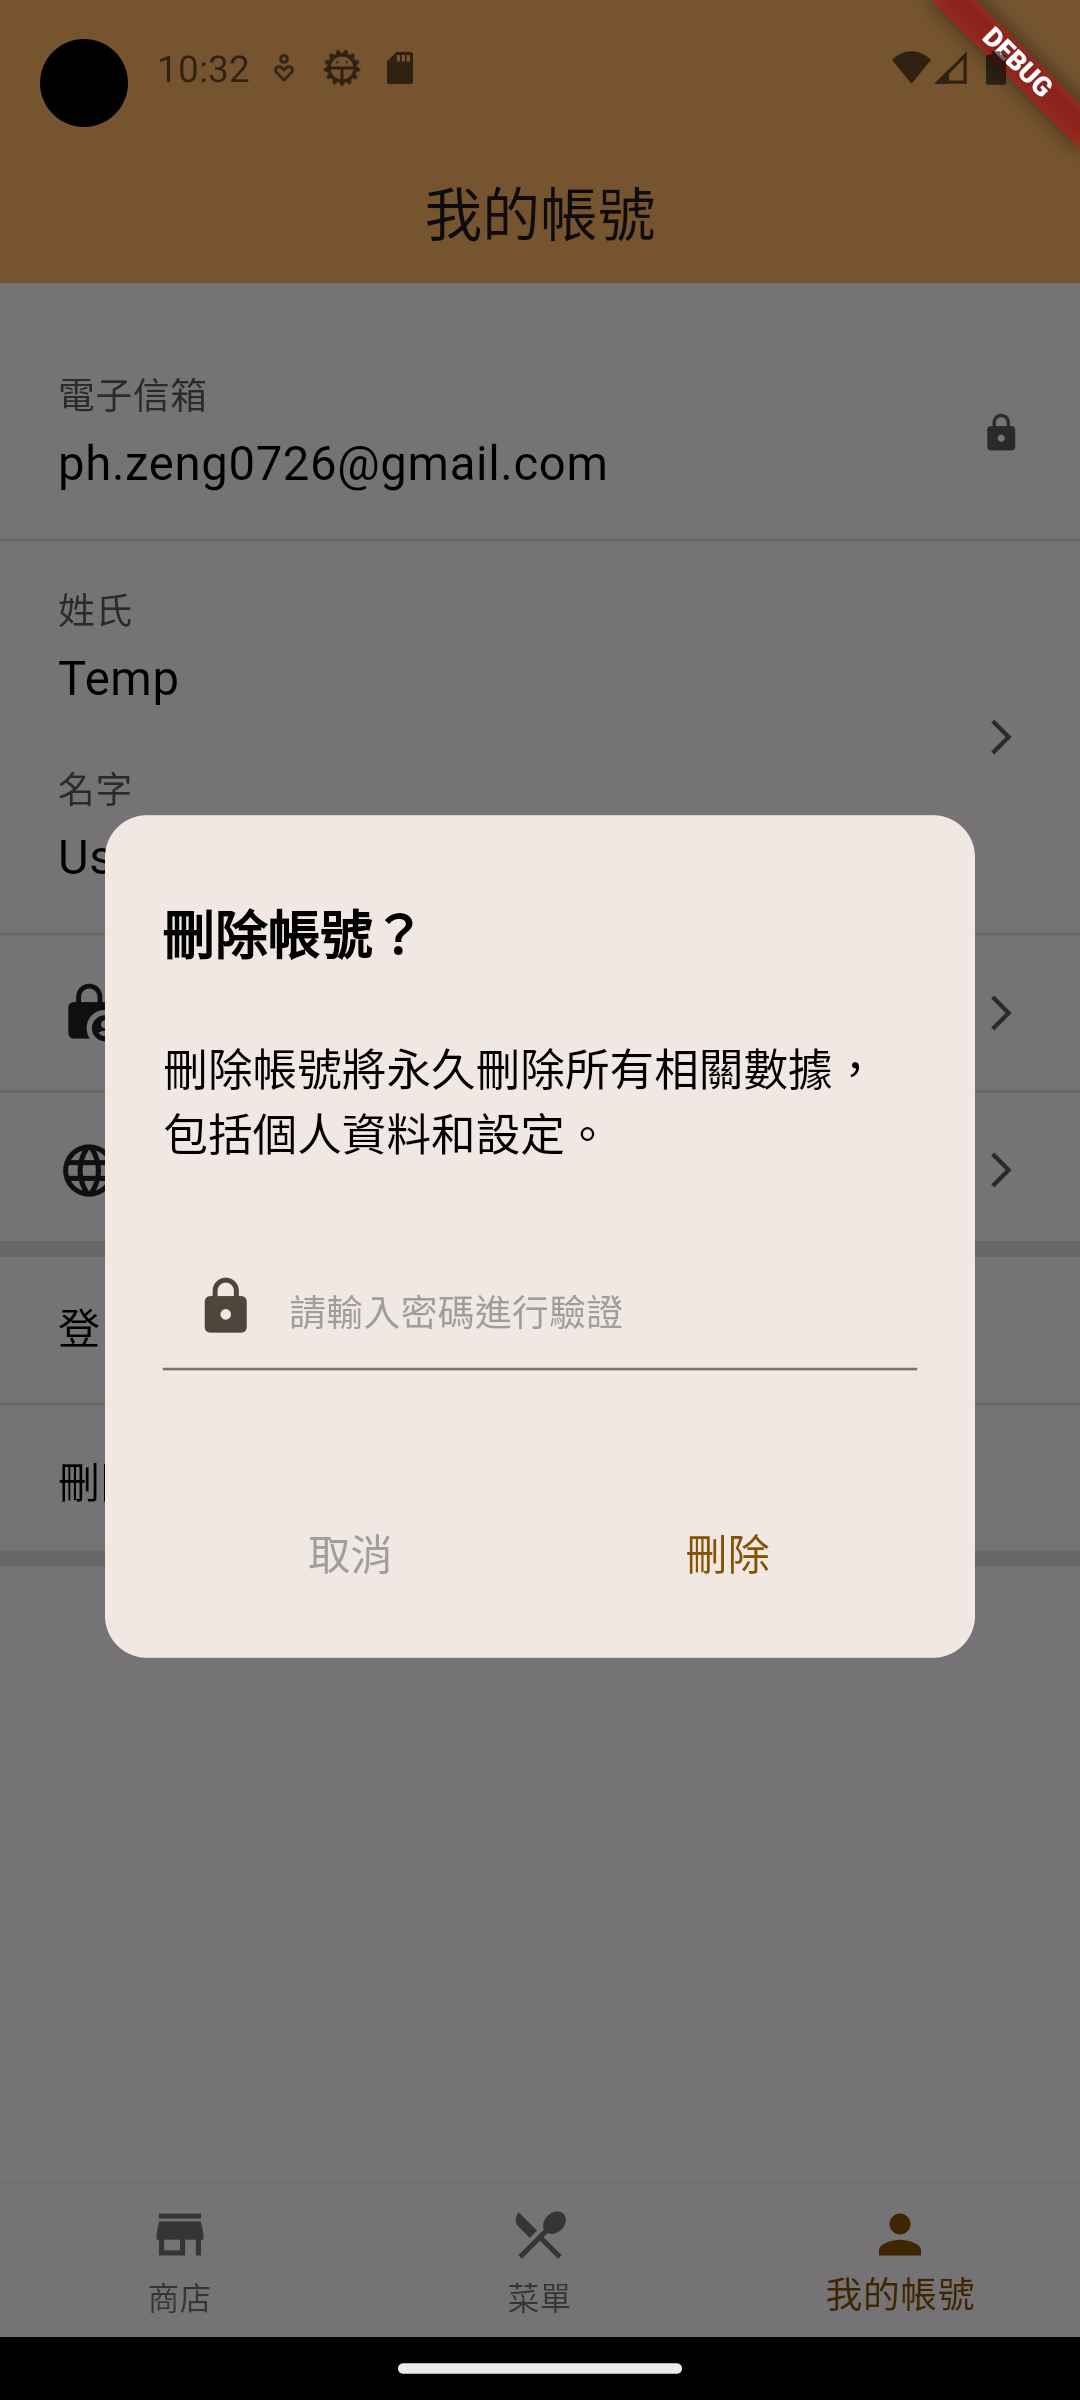 10:32
DEBUG
我的帳號
電子信箱
ph.zeng0726@gmail.com
姓氏
Temp
名字
Us
刪除帳號？
刪除帳號將永久刪除所有相關數據，
包括個人資料和設定。
請輸入密碼進行驗證
登
刪
取消
刪除
商店
菜單
我的帳號